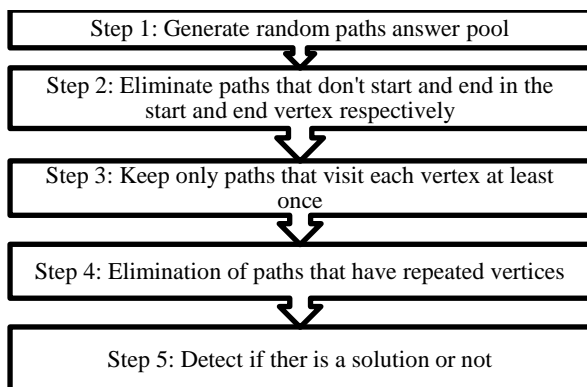 Step 1: Generate random paths answer pool
Step 2: Eliminate paths that don't start and end in the
start and end vertex respectively
Step 3: Keep only paths that visit each vertex at least
once
Step 4: Elimination of paths that have repeated vertices
Step 5: Detect if ther is a solution or not